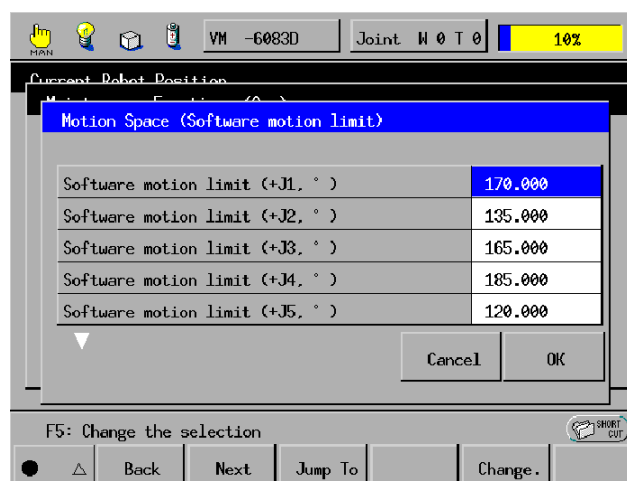 MAN
VM -6083D
Joint W 0 T 0
10%
Current Robot Position
Motion Space (Software motion limit)
Software motion limit (+J1, ° ) 170.000
Software motion limit (+J2, ° ) 135.000
Software motion limit (+J3, ° ) 165.000
Software motion limit (+J4, ° ) 185.000
Software motion limit (+J5, ° ) 120.000
Cancel OK
F5: Change the selection
SHORT
CUT
Back Next Jump To Change.